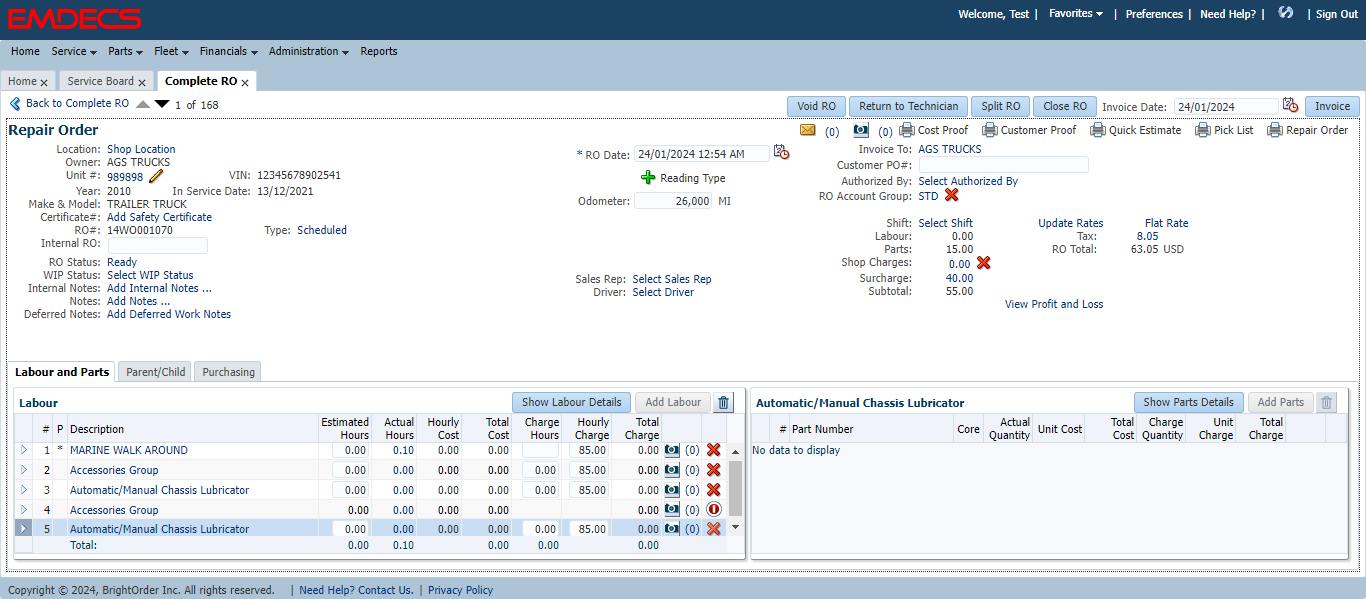 EMDECS
Welcome, Test | Favorites | Preferences | Need Help? | | Sign Out
Home Service Parts Fleet Financials Administration Reports
Home Service Board Complete RO
Back to Complete RO 1 of 168 Void RO Return to Technician Split RO Close RO Invoice Date: 24/01/2024 Invoice
Repair Order (0) (0) Cost Proof Customer Proof Quick Estimate Pick List Repair Order
Location: Shop Location
Owner: AGS TRUCKS
Unit #: 989898 VIN: 12345678902541
Year: 2010 In Service Date: 13/12/2021
Make & Model: TRAILER TRUCK
Certificate#: Add Safety Certificate
RO#: 14WO001070 Type: Scheduled
Internal RO:
RO Status: Ready
WIP Status: Select WIP Status
Internal Notes: Add Internal Notes ...
Notes: Add Notes ...
Deferred Notes: Add Deferred Work Notes
* RO Date: 24/01/2024 12:54 AM
Reading Type
Odometer: 26,000 MI
Sales Rep: Select Sales Rep
Driver: Select Driver
Invoice To: AGS TRUCKS
Customer PO#:
Authorized By: Select Authorized By
RO Account Group: STD
Shift: Select Shift Update Rates Flat Rate
Labour: 0.00 Tax: 8.05
Parts: 15.00 RO Total: 63.05 USD
Shop Charges: 0.00
Surcharge: 40.00
Subtotal: 55.00
View Profit and Loss
Labour and Parts Parent/Child Purchasing
Labour Show Labour Details Add Labour
# P Description Estimated Hours Actual Hours Hourly Cost Total Cost Charge Hours Hourly Charge Total Charge
1 * MARINE WALK AROUND 0.00 0.10 0.00 0.00 85.00 0.00 (0)
2 Accessories Group 0.00 0.00 0.00 0.00 0.00 85.00 0.00 (0)
3 Automatic/Manual Chassis Lubricator 0.00 0.00 0.00 0.00 0.00 85.00 0.00 (0)
4 Accessories Group 0.00 0.00 0.00 0.00 0.00 (0)
5 Automatic/Manual Chassis Lubricator 0.00 0.00 0.00 0.00 0.00 85.00 0.00 (0)
Total: 0.00 0.10 0.00 0.00 0.00
Automatic/Manual Chassis Lubricator Show Parts Details Add Parts
# Part Number Core Actual Quantity Unit Cost Total Cost Charge Quantity Unit Charge Total Charge
No data to display
Copyright © 2024, BrightOrder Inc. All rights reserved. | Need Help? Contact Us. | Privacy Policy